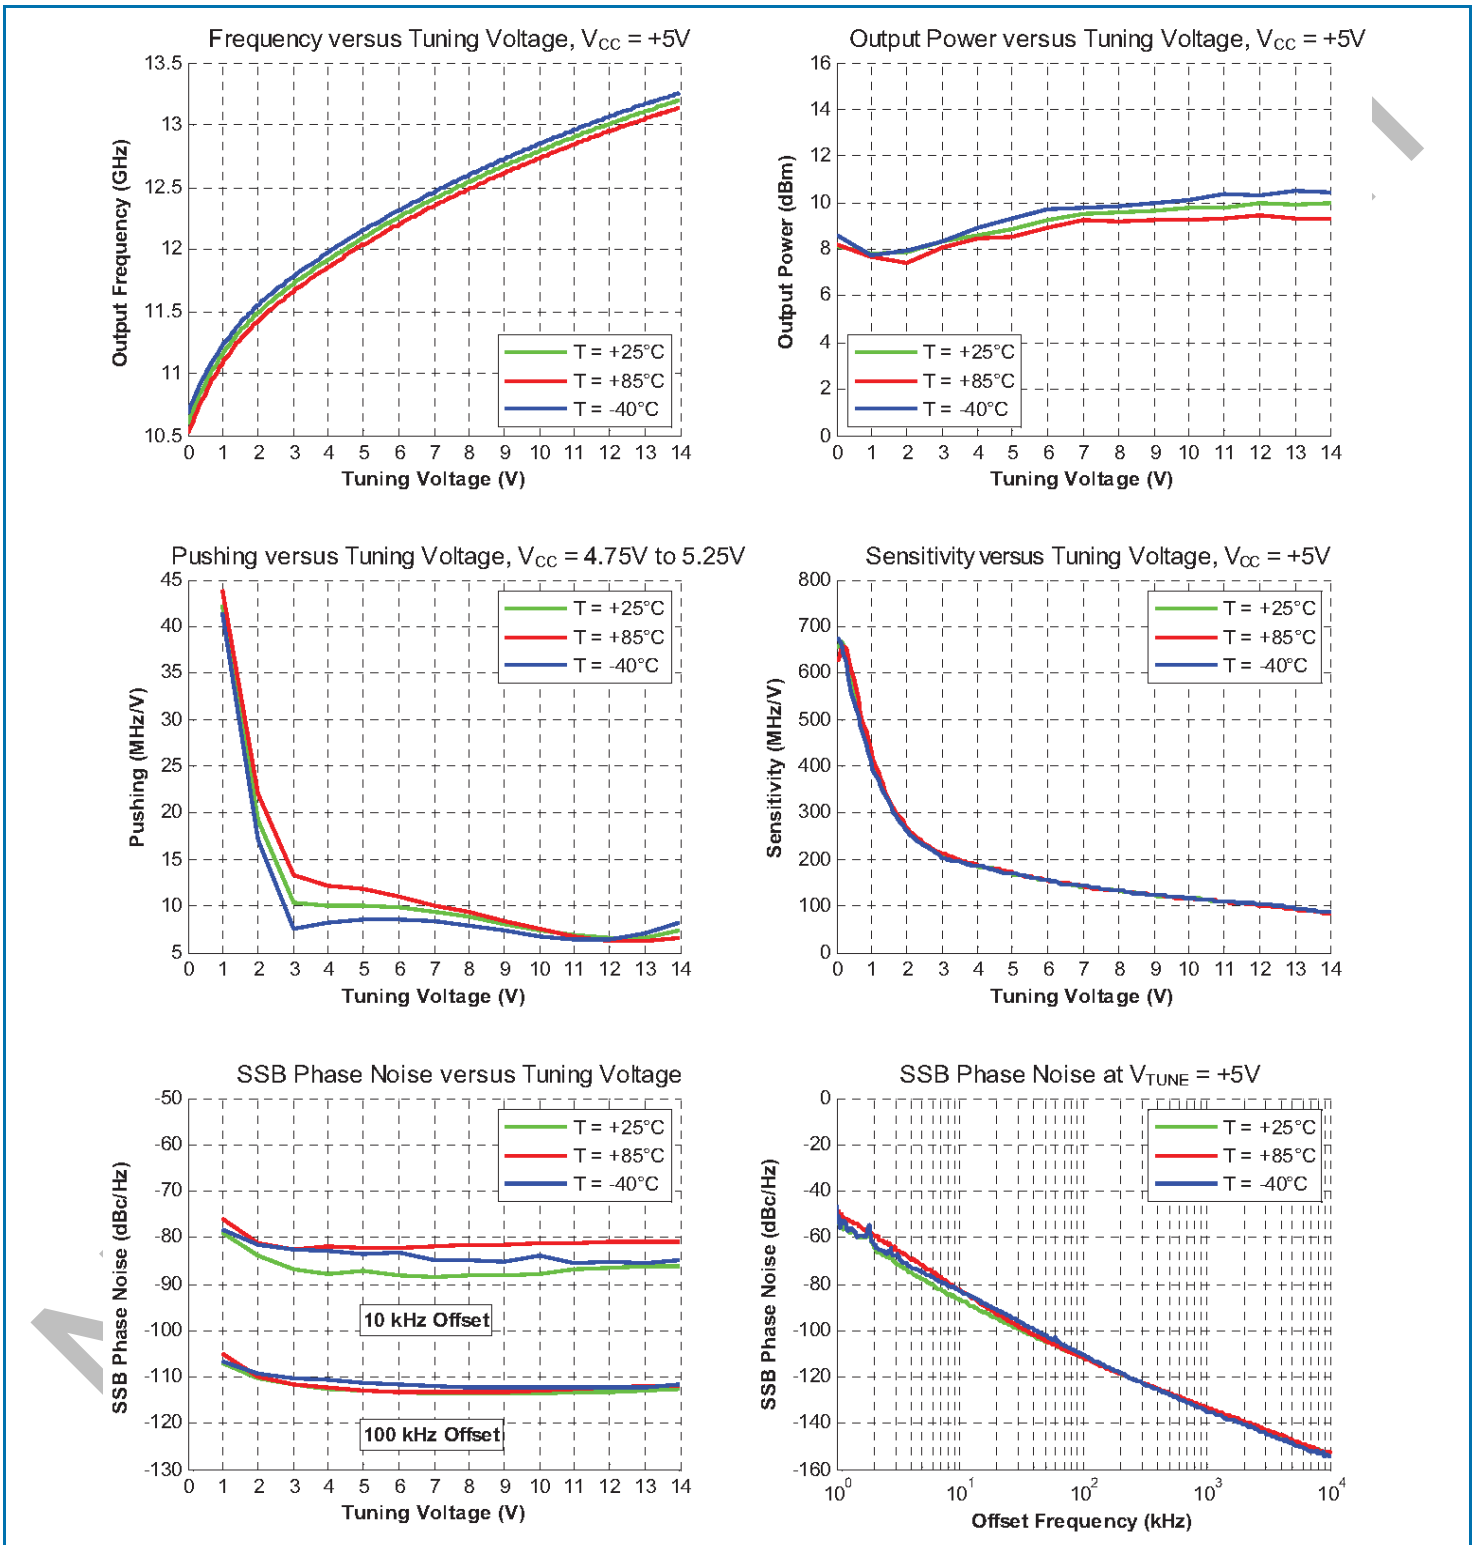 Frequency versus Tuning Voltage, VCC = +5V
13.5
13
12.5
12
11.5
11
10.5
Output Frequency (GHz)
T = +25°C
T = +85°C
T = -40°C
0 1 2 3 4 5 6 7 8 9 10 11 12 13 14
Tuning Voltage (V)
Output Power versus Tuning Voltage, VCC = +5V
16
14
12
10
8
6
4
2
0
Output Power (dBm)
T = +25°C
T = +85°C
T = -40°C
0 1 2 3 4 5 6 7 8 9 10 11 12 13 14
Tuning Voltage (V)
Pushing versus Tuning Voltage, VCC = 4.75V to 5.25V
45
40
35
30
25
20
15
10
5
Pushing (MHz/V)
T = +25°C
T = +85°C
T = -40°C
0 1 2 3 4 5 6 7 8 9 10 11 12 13 14
Tuning Voltage (V)
Sensitivity versus Tuning Voltage, VCC = +5V
800
700
600
500
400
300
200
100
0
Sensitivity (MHz/V)
T = +25°C
T = +85°C
T = -40°C
0 1 2 3 4 5 6 7 8 9 10 11 12 13 14
Tuning Voltage (V)
SSB Phase Noise versus Tuning Voltage
-50
-60
-70
-80
-90
-100
-110
-120
-130
SSB Phase Noise (dBc/Hz)
T = +25°C
T = +85°C
T = -40°C
10 kHz Offset
100 kHz Offset
0 1 2 3 4 5 6 7 8 9 10 11 12 13 14
Tuning Voltage (V)
SSB Phase Noise at VTUNE = +5V
0
-20
-40
-60
-80
-100
-120
-140
-160
SSB Phase Noise (dBc/Hz)
T = +25°C
T = +85°C
T = -40°C
10^0 10^1 10^2 10^3 10^4
Offset Frequency (kHz)